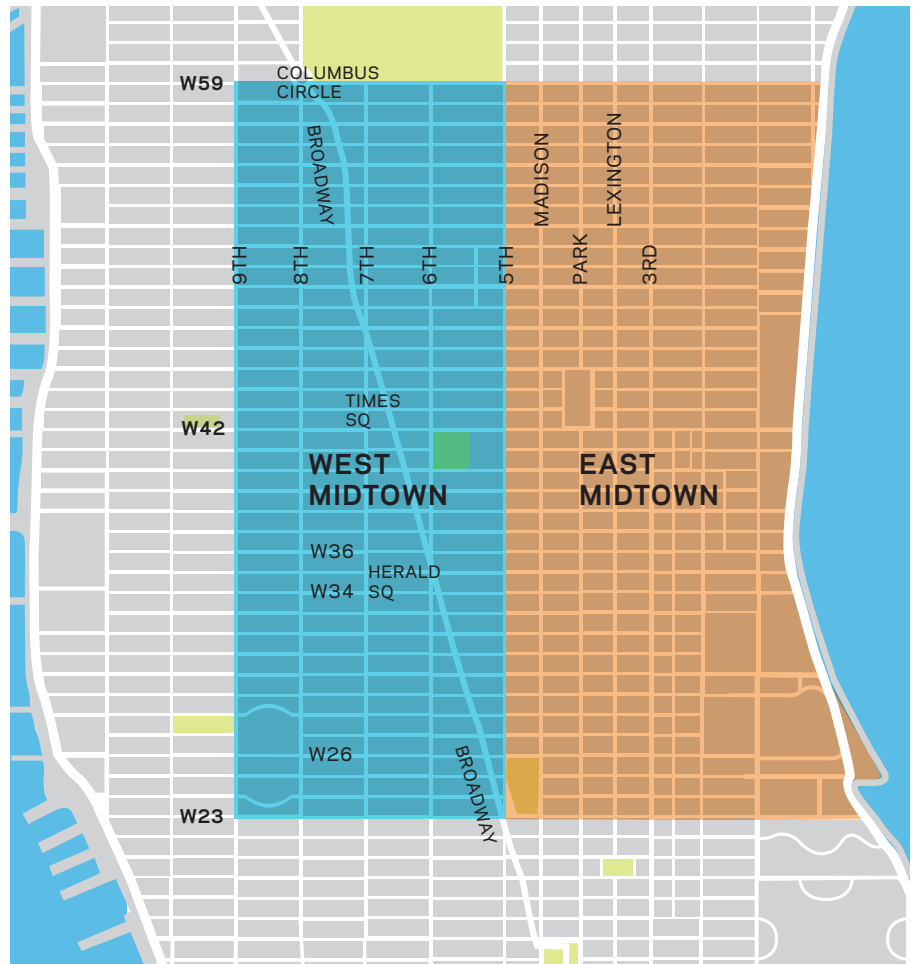 W59
COLUMBUS
CIRCLE
BROADWAY
MADISON
LEXINGTON
9TH
8TH
7TH
6TH
5TH
PARK
3RD
TIMES
SQ
W42
WEST
MIDTOWN
EAST
MIDTOWN
W36
HERALD
SQ
W34
W26
BROADWAY
W23